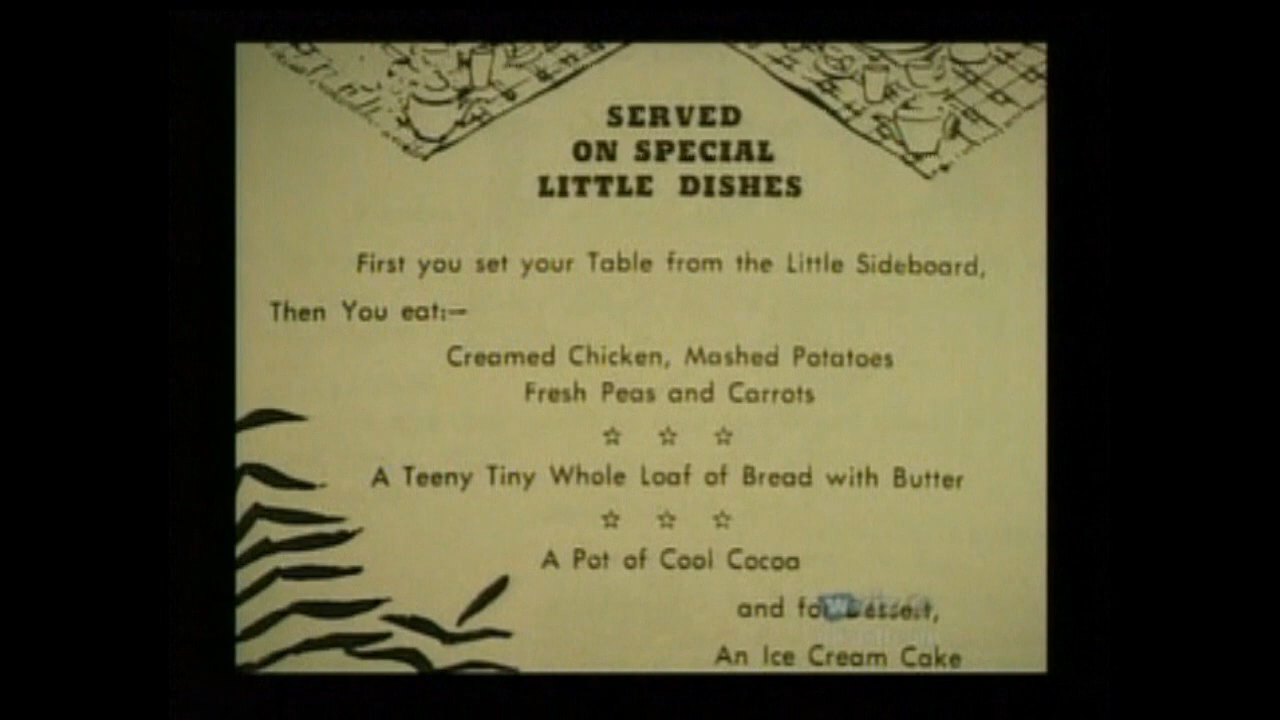 SERVED
ON SPECIAL
LITTLE DISHES
First you set your Table from the Little Sideboard,
Then You eat:—
Creamed Chicken, Mashed Potatoes
Fresh Peas and Carrots
☆ ☆ ☆
A Teeny Tiny Whole Loaf of Bread with Butter
☆ ☆ ☆
A Pot of Cool Cocoa
and for Dessert,
An Ice Cream Cake